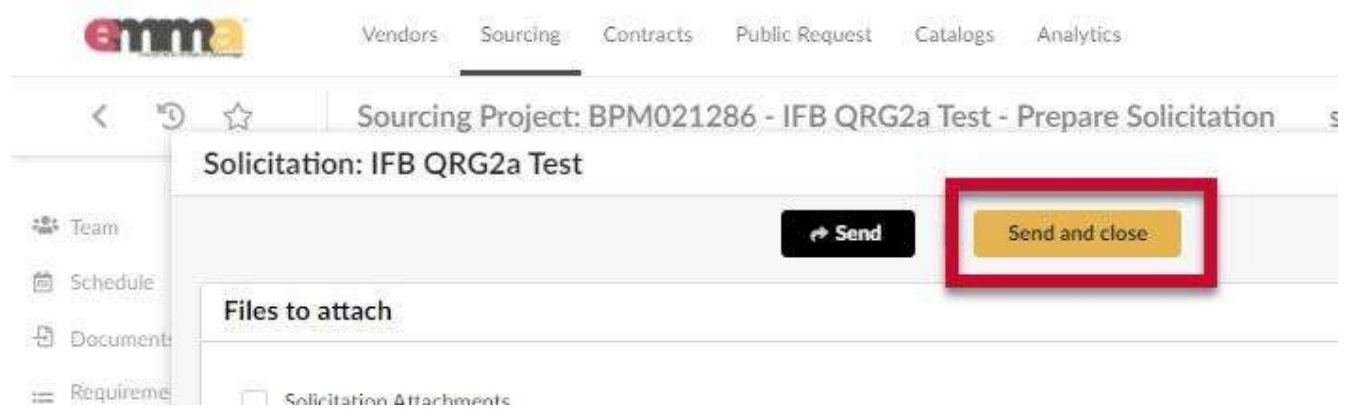 emma
Vendors Sourcing Contracts Public Request Catalogs Analytics
Sourcing Project: BPM021286 - IFB QRG2a Test - Prepare Solicitation
Solicitation: IFB QRG2a Test
Team
Send Send and close
Schedule
Files to attach
Documents
Requireme
Solicitation Attachments